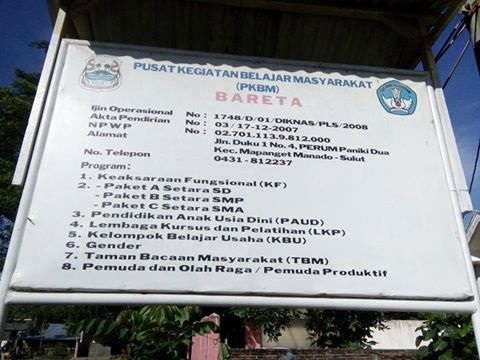 PUSAT KEGIATAN BELAJAR MASYARAKAT
(PKBM)
BARETA
Ijin Operasional No : 1748/D/01/DIKNAS/PLS/2008
Akta Pendirian No : 03/17-12-2007
NPWP No : 02.701.113.9.812.000
Alamat Jln. Duku 1 No. 4, PERUM Paniki Dua
Kec. Mapanget Manado - Sulut
No. Telepon 0431 - 812237
Program :
1. Keaksaraan Fungsional (KF)
2. - Paket A Setara SD
- Paket B Setara SMP
- Paket C Setara SMA
3. Pendidikan Anak Usia Dini (PAUD)
4. Lembaga Kursus dan Pelatihan (LKP)
5. Kelompok Belajar Usaha (KBU)
6. Gender
7. Taman Bacaan Masyarakat (TBM)
8. Pemuda dan Olah Raga / Pemuda Produktif